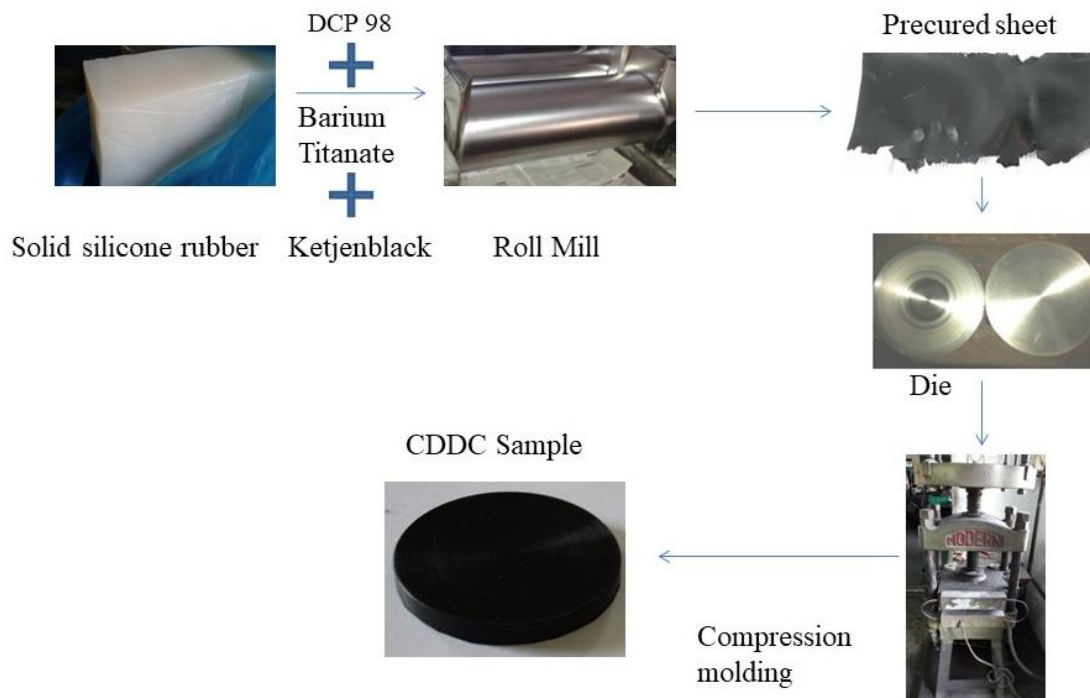 DCP 98
Precured sheet
Barium
Titanate
Solid silicone rubber
Ketjenblack
Roll Mill
Die
CDDC Sample
MODERN
Compression
molding